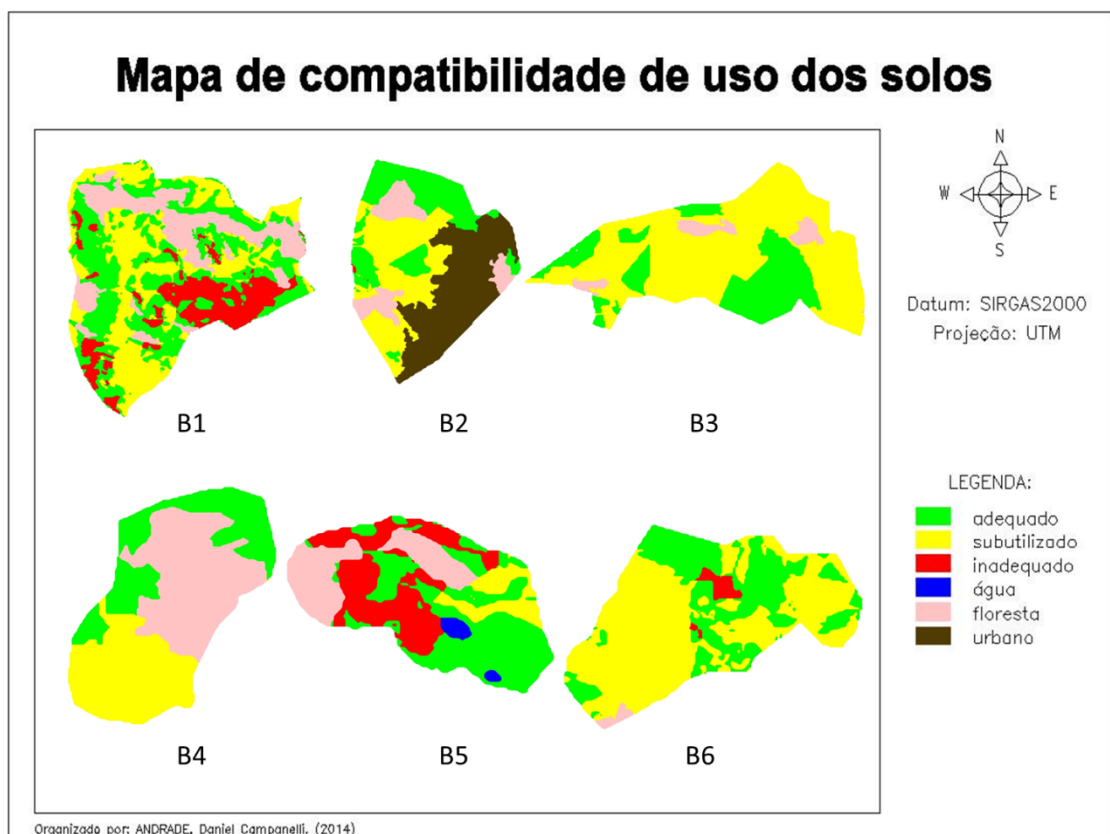 Mapa de compatibilidade de uso dos solos
N
W E
S
Datum: SIRGAS2000
Projeção: UTM
B1 B2 B3
B4 B5 B6
LEGENDA:
adequado
subutilizado
inadequado
água
floresta
urbano
Organizado por: ANDRADE, Daniel Campanelli. (2014)